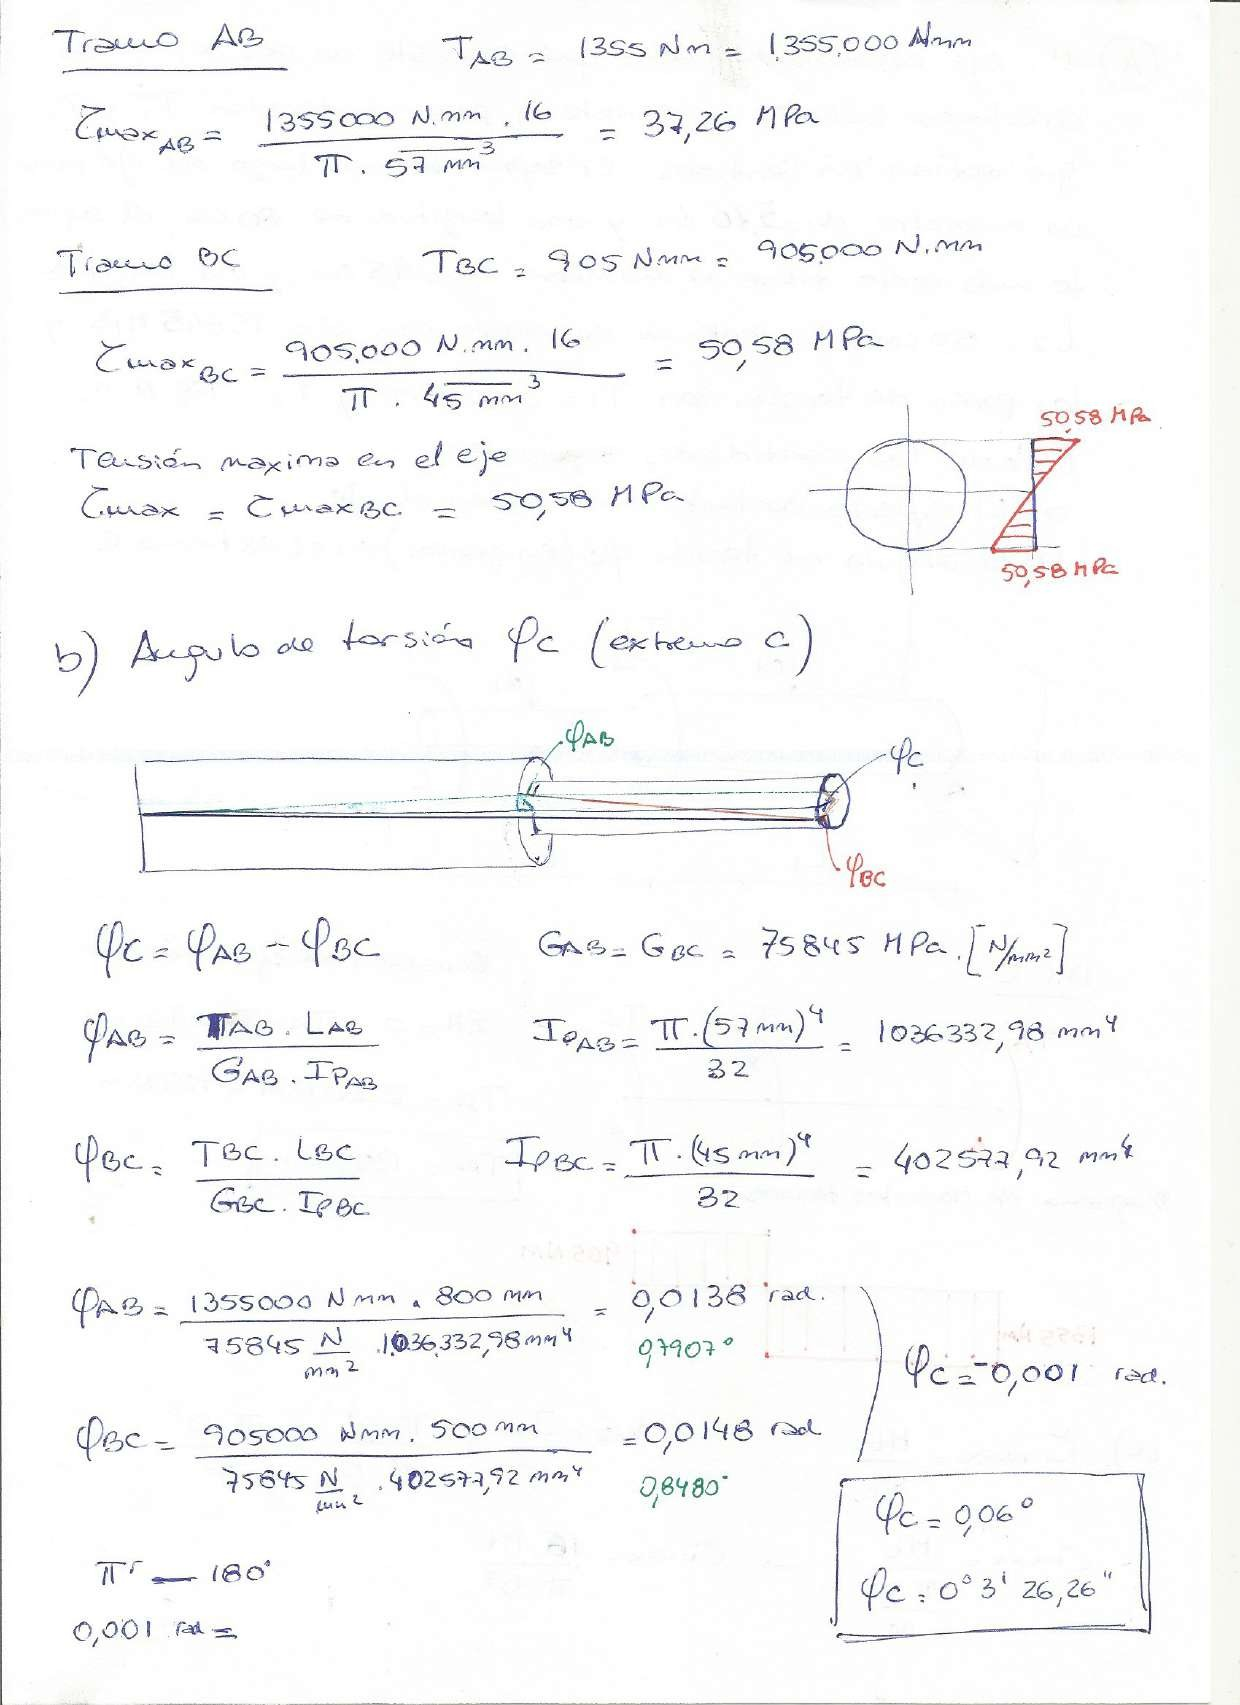 Tramo AB T_AB = 1355 Nm = 1355.000 Nmm
τmax_AB = 1355000 N.mm . 16 / π . 57 mm³ = 37,26 MPa
Tramo BC T_BC = 905 Nmm = 905.000 N.mm
τmax_BC = 905.000 N.mm . 16 / π . 45 mm³ = 50,58 MPa
50,58 MPa
Tensión maxima en el eje
τmax = τmaxBC = 50,58 MPa
50,58 MPa
b) Angulo de torsión φc (extremo C)
φAB
φc
φBC
φc = φAB - φBC GAB = GBC = 75845 MPa. [N/mm²]
φAB = TAB . LAB / GAB . IPAB IPAB = π . (57 mm)⁴ / 32 = 1036332,98 mm⁴
φBC = TBC . LBC / GBC . IPBC IPBC = π . (45 mm)⁴ / 32 = 402577,92 mm⁴
φAB = 1355000 Nmm . 800 mm / 75845 N/mm² . 1.036.332,98 mm⁴ = 0,0138 rad.
0,7907°
φc = -0,001 rad.
φBC = 905000 Nmm . 500 mm / 75845 N/mm² . 402577,92 mm⁴ = 0,0148 rad
0,8480°
φc = 0,06°
πʳ — 180°
φc = 0° 3' 26,26"
0,001 rad =